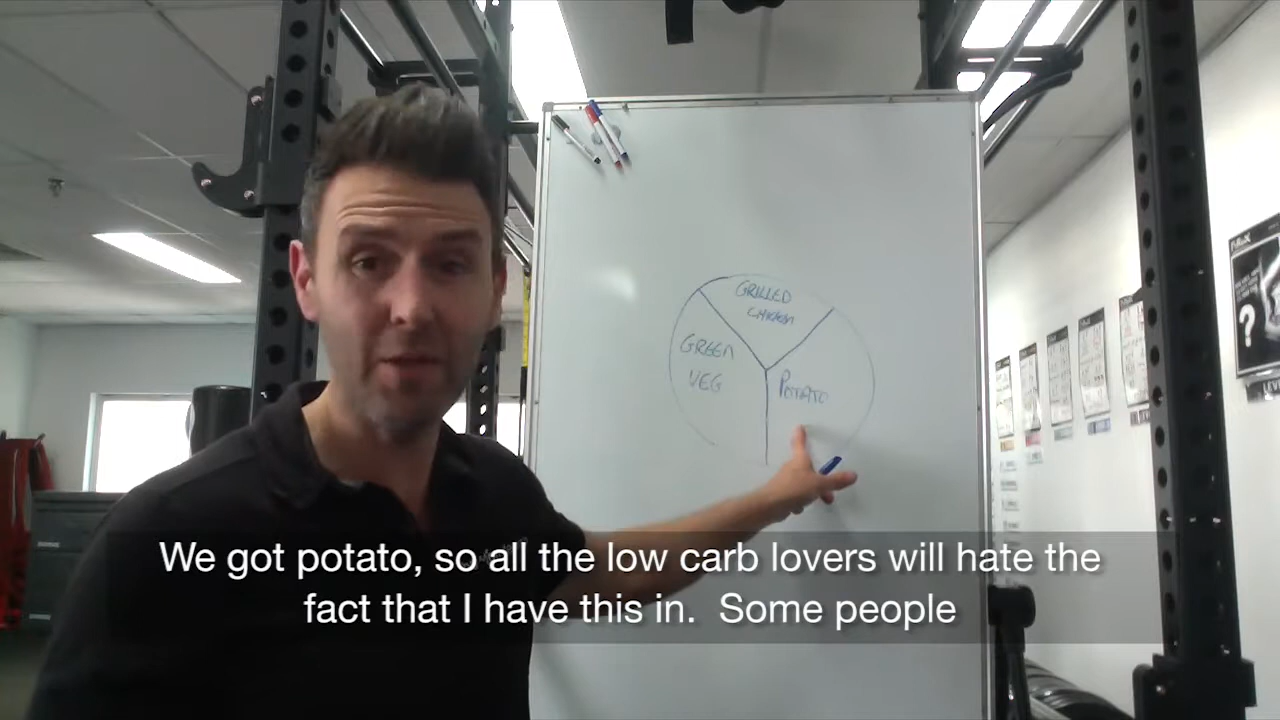 GRILLED
CHICKEN
GREEN
VEG
POTATO
We got potato, so all the low carb lovers will hate the
fact that I have this in.  Some people